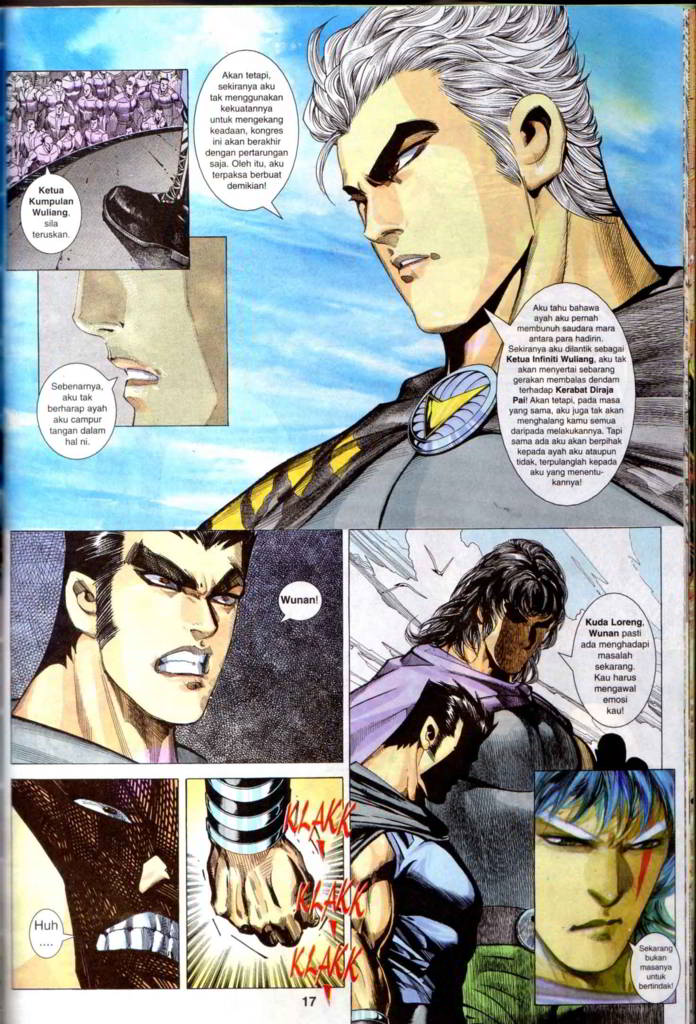 Ketua
Kumpulan
Wuliang,
sila
teruskan.
Akan tetapi,
sekiranya aku
tak menggunakan
kekuatannya
untuk mengekang
keadaan, kongres
ini akan berakhir
dengan pertarungan
saja. Oleh itu, aku
terpaksa berbuat
demikian!
Sebenarnya,
aku tak
berharap ayah
aku campur
tangan dalam
hal ni.
Aku tahu bahawa
ayah aku pernah
membunuh saudara mara
antara para hadirin.
Sekiranya aku dilantik sebagai
Ketua Infiniti Wuliang, aku tak
akan menyertai sebarang
gerakan membalas dendam
terhadap Kerabat Diraja
Pai! Akan tetapi, pada masa
yang sama, aku juga tak akan
menghalang kamu semua
daripada melakukannya. Tapi
sama ada aku akan berpihak
kepada ayah aku ataupun
tidak, terpulanglah kepada
aku yang menentu-
kannya!
Wunan!
Kuda Loreng,
Wunan pasti
ada menghadapi
masalah
sekarang.
Kau harus
mengawal
emosi
kau!
Huh
....
KLAKK
KLAKK
KLAKK
Sekarang
bukan
masanya
untuk
bertindak!
17